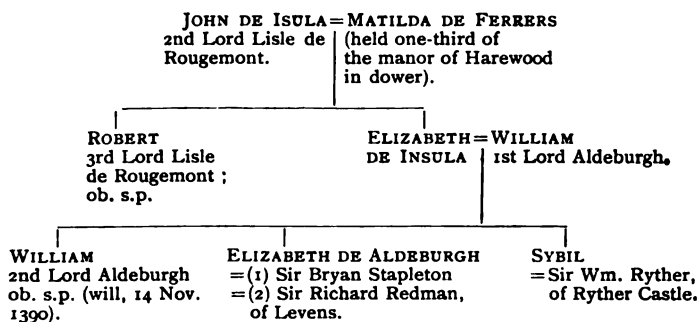 JOHN DE ISULA = MATILDA DE FERRERS
2nd Lord Lisle de (held one-third of
Rougemont. the manor of Harewood
in dower).
ROBERT ELIZABETH = WILLIAM
3rd Lord Lisle DE INSULA 1st Lord Aldeburgh.
de Rougemont;
ob. s.p.
WILLIAM ELIZABETH DE ALDEBURGH SYBIL
2nd Lord Aldeburgh =(1) Sir Bryan Stapleton =Sir Wm. Ryther,
ob. s.p. (will, 14 Nov. =(2) Sir Richard Redman, of Ryther Castle.
1390). of Levens.